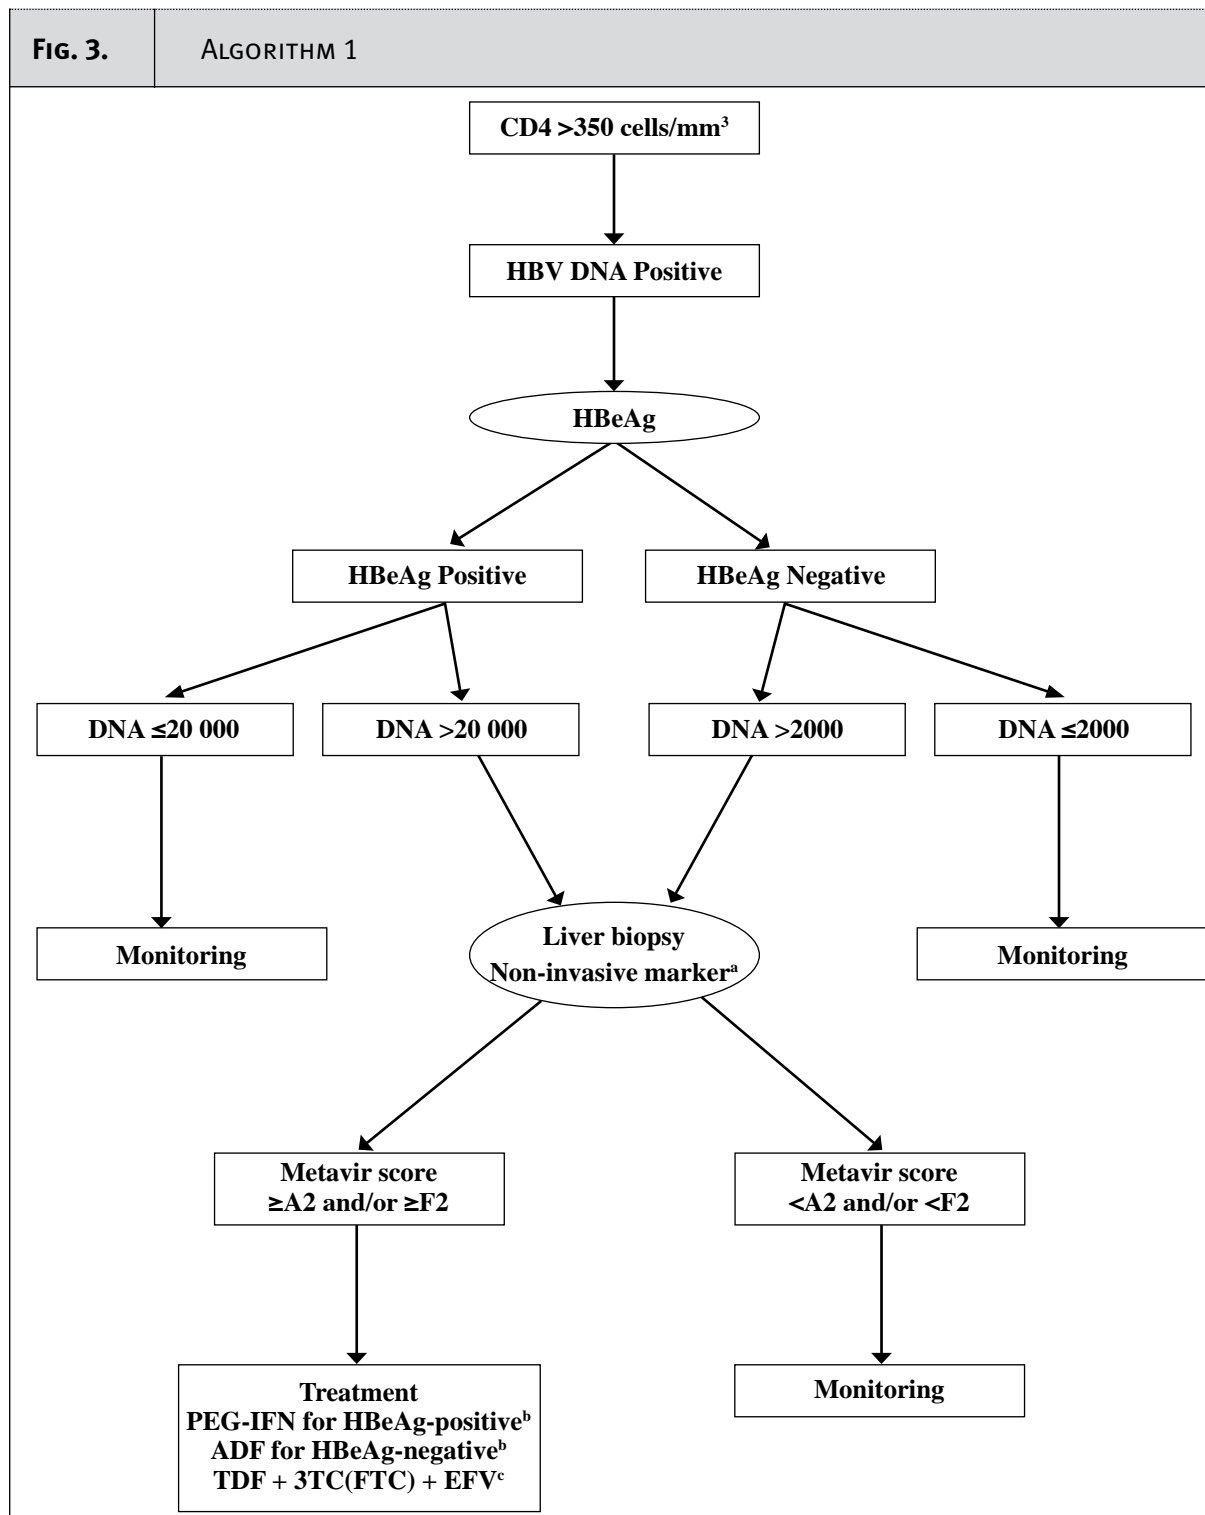 FIG. 3. ALGORITHM 1
CD4 >350 cells/mm³
HBV DNA Positive
HBeAg
HBeAg Positive HBeAg Negative
DNA ≤20 000 DNA >20 000 DNA >2000 DNA ≤2000
Monitoring
Liver biopsy
Non-invasive markerᵃ
Monitoring
Metavir score
≥A2 and/or ≥F2
Metavir score
<A2 and/or <F2
Treatment
PEG-IFN for HBeAg-positiveᵇ
ADF for HBeAg-negativeᵇ
TDF + 3TC(FTC) + EFVᶜ
Monitoring